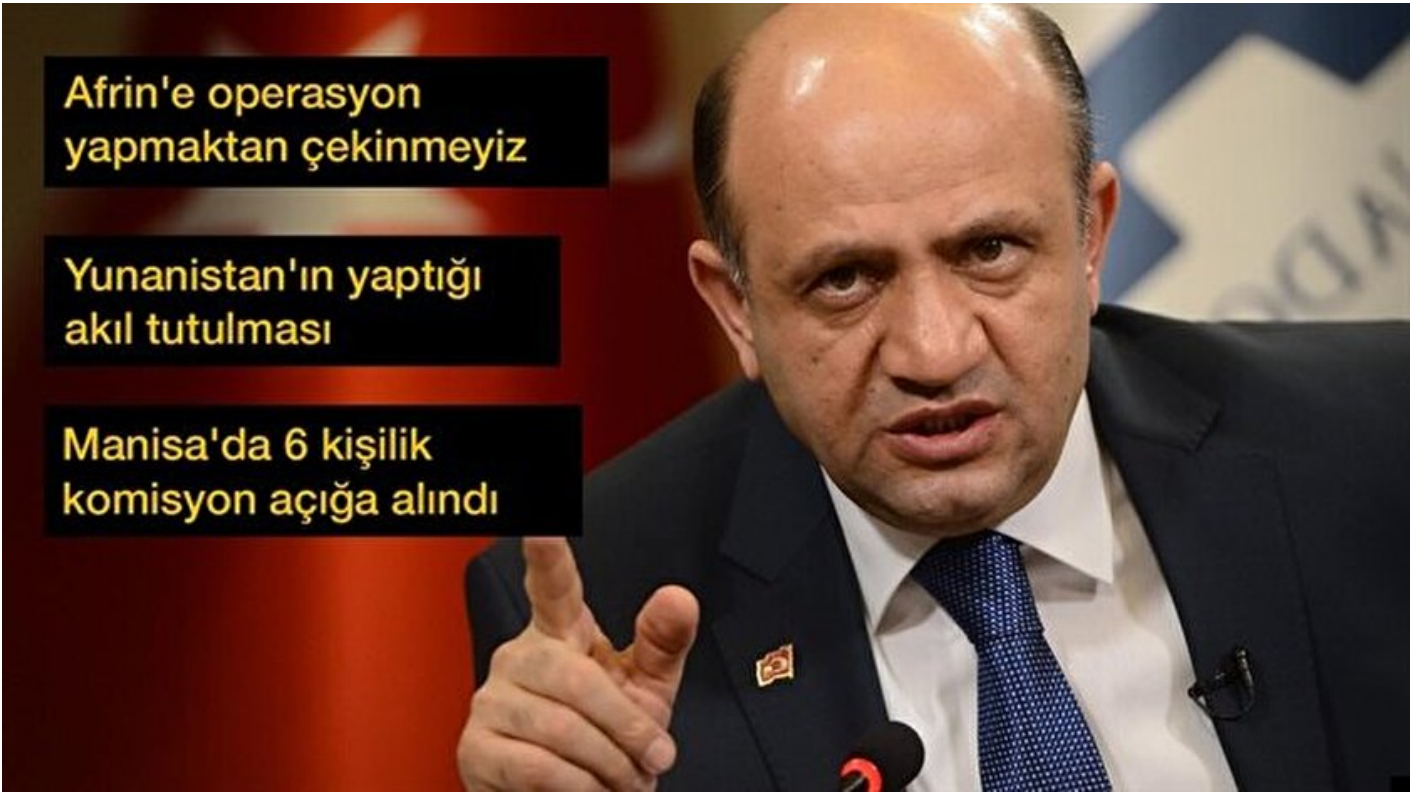 Afrin'e operasyon
yapmaktan çekinmeyiz
Yunanistan'ın yaptığı
akıl tutulması
Manisa'da 6 kişilik
komisyon açığa alındı